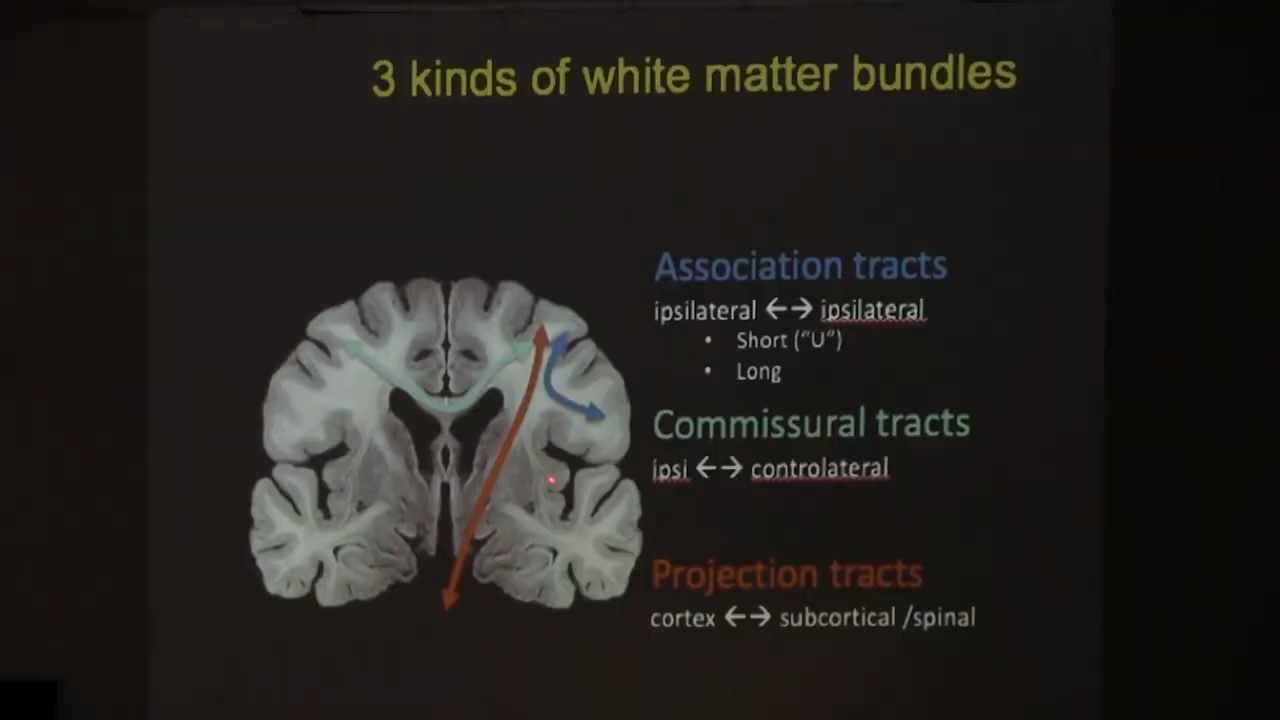 3 kinds of white matter bundles
Association tracts
ipsilateral ←→ ipsilateral
• Short (“U”)
• Long
Commissural tracts
ipsi ←→ controlateral
Projection tracts
cortex ←→ subcortical /spinal